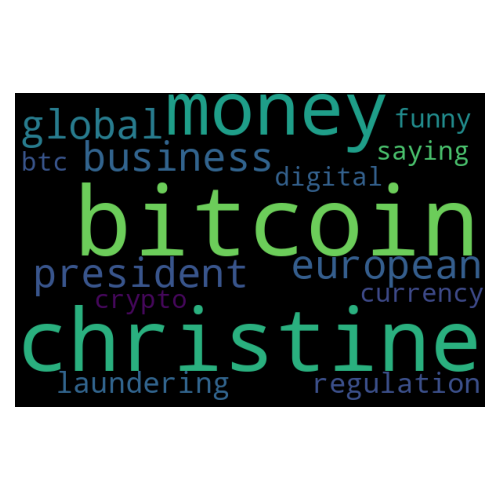 money
funny
global
saying
btc
business
digital
bitcoin
european
president
currency
crypto
christine
laundering
regulation